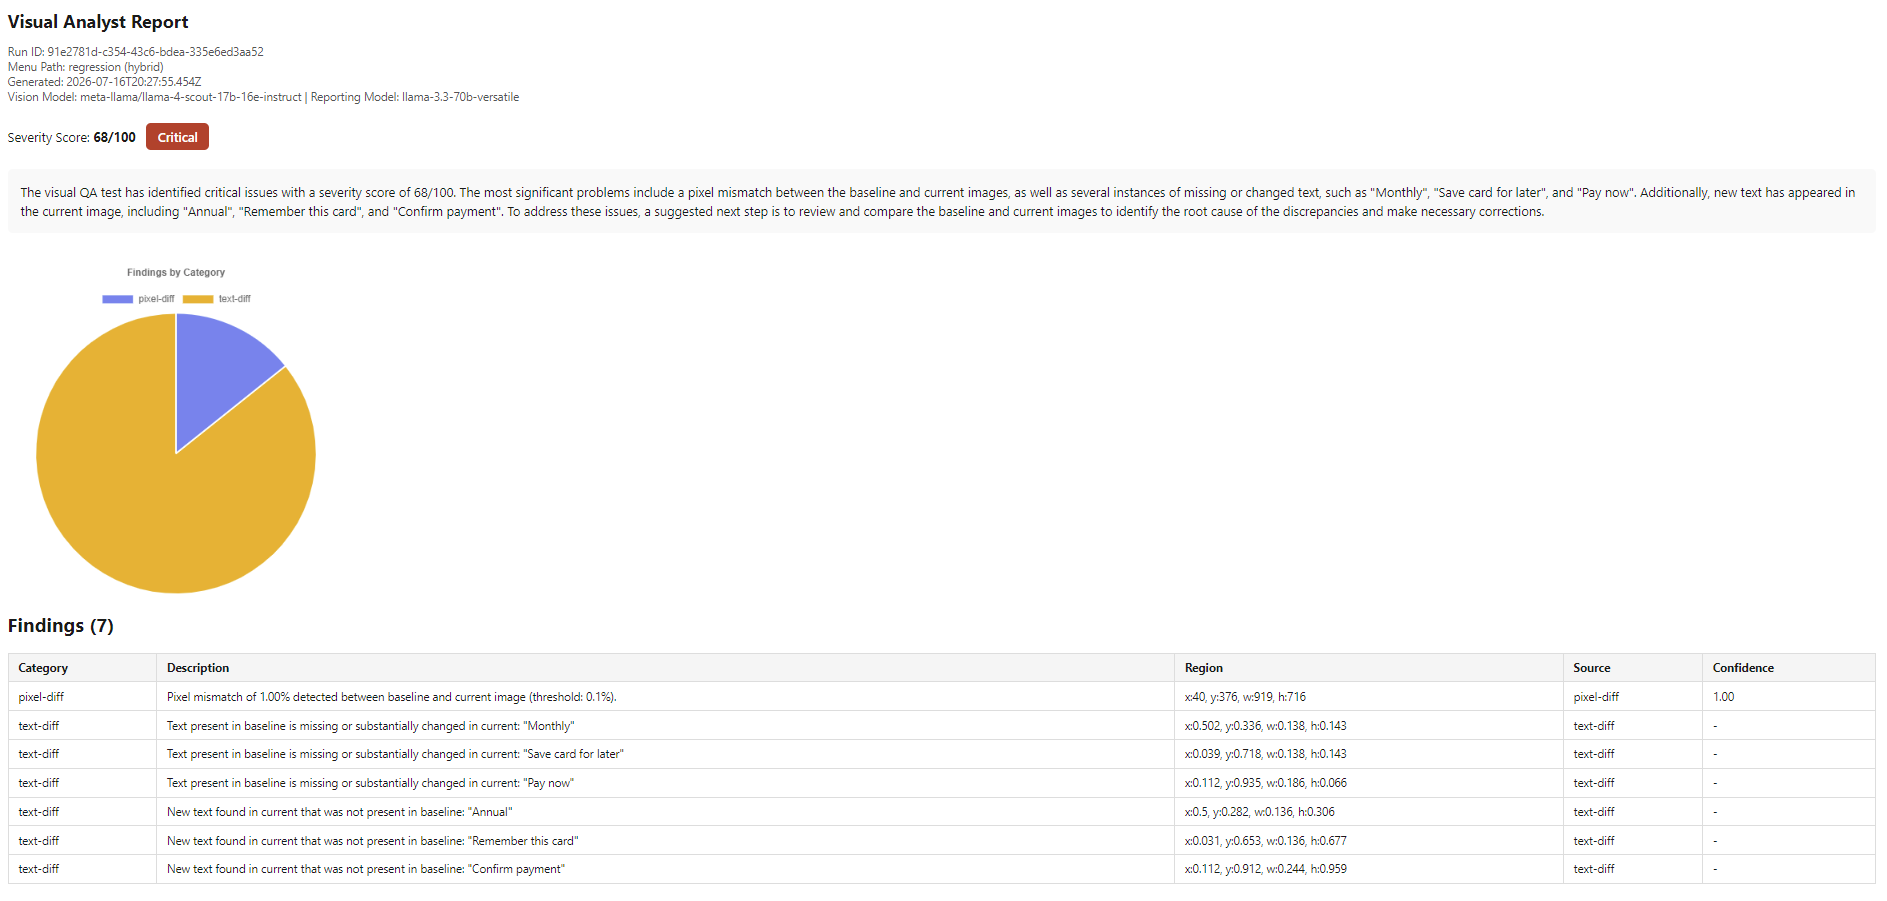 Visual Analyst Report
Run ID: 91e2781d-c354-43c6-bdea-335e6ed3aa52
Menu Path: regression (hybrid)
Generated: 2026-07-16T20:27:55.454Z
Vision Model: meta-llama/llama-4-scout-17b-16e-instruct | Reporting Model: llama-3.3-70b-versatile
Severity Score: 68/100 Critical
The visual QA test has identified critical issues with a severity score of 68/100. The most significant problems include a pixel mismatch between the baseline and current images, as well as several instances of missing or changed text, such as "Monthly", "Save card for later", and "Pay now". Additionally, new text has appeared in
the current image, including "Annual", "Remember this card", and "Confirm payment". To address these issues, a suggested next step is to review and compare the baseline and current images to identify the root cause of the discrepancies and make necessary corrections.
Findings by Category
pixel-diff text-diff
Findings (7)
Category Description Region Source Confidence
pixel-diff Pixel mismatch of 1.00% detected between baseline and current image (threshold: 0.1%). x:40, y:376, w:919, h:716 pixel-diff 1.00
text-diff Text present in baseline is missing or substantially changed in current: "Monthly" x:0.502, y:0.336, w:0.138, h:0.143 text-diff -
text-diff Text present in baseline is missing or substantially changed in current: "Save card for later" x:0.039, y:0.718, w:0.138, h:0.143 text-diff -
text-diff Text present in baseline is missing or substantially changed in current: "Pay now" x:0.112, y:0.935, w:0.186, h:0.066 text-diff -
text-diff New text found in current that was not present in baseline: "Annual" x:0.5, y:0.282, w:0.136, h:0.306 text-diff -
text-diff New text found in current that was not present in baseline: "Remember this card" x:0.031, y:0.653, w:0.136, h:0.677 text-diff -
text-diff New text found in current that was not present in baseline: "Confirm payment" x:0.112, y:0.912, w:0.244, h:0.959 text-diff -